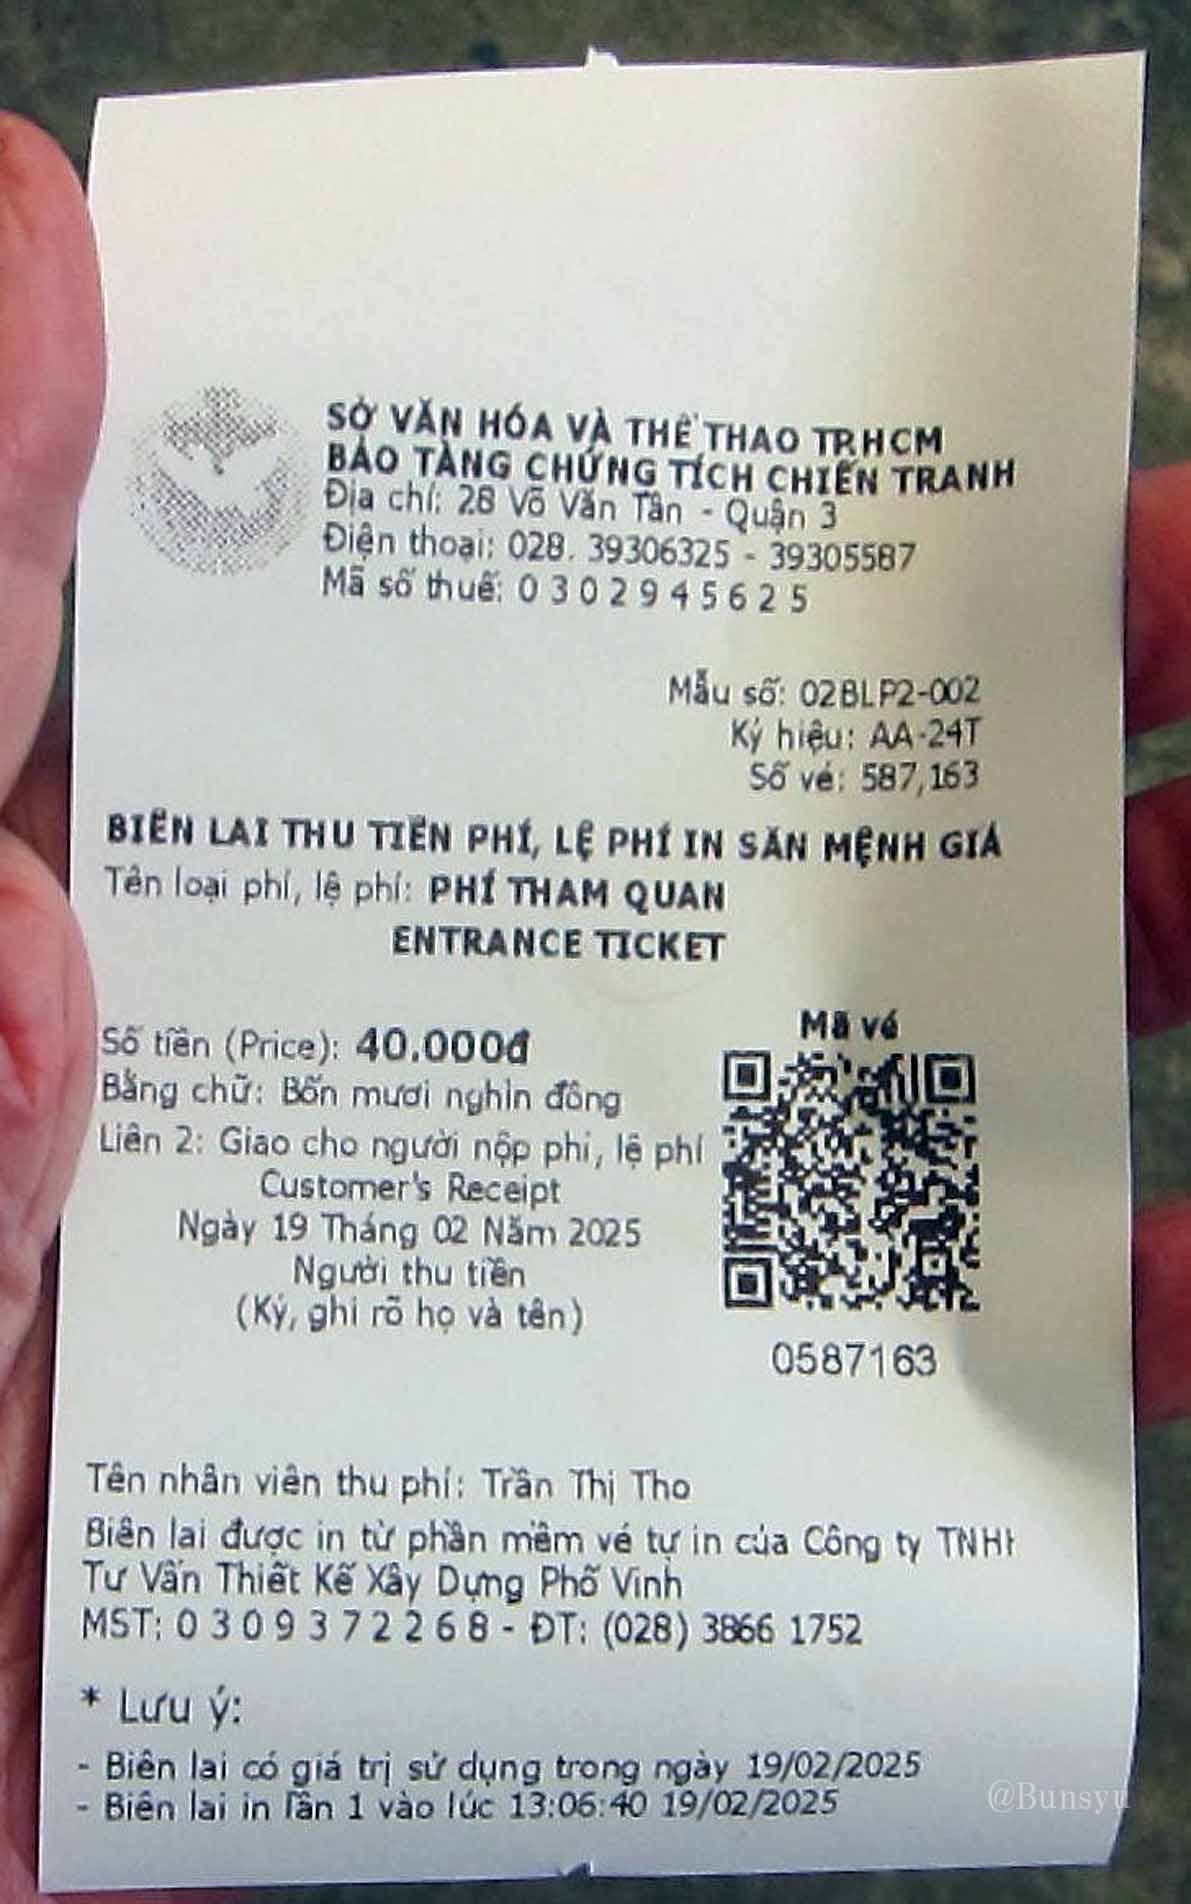 SỞ VĂN HÓA VÀ THỂ THAO TP.HCM
BẢO TÀNG CHỨNG TÍCH CHIẾN TRANH
Địa chỉ: 28 Võ Văn Tần - Quận 3
Điện thoại: 028. 39306325 - 39305587
Mã số thuế: 0 3 0 2 9 4 5 6 2 5
Mẫu số: 02BLP2-002
Ký hiệu: AA-24T
Số vé: 587,163
BIÊN LAI THU TIỀN PHÍ, LỆ PHÍ IN SẴN MỆNH GIÁ
Tên loại phí, lệ phí: PHÍ THAM QUAN
ENTRANCE TICKET
Mã vé
Số tiền (Price): 40.000đ
Bằng chữ: Bốn mươi nghìn đồng
Liên 2: Giao cho người nộp phí, lệ phí
Customer's Receipt
Ngày 19 Tháng 02 Năm 2025
Người thu tiền
(Ký, ghi rõ họ và tên)
0587163
Tên nhân viên thu phí: Trần Thị Tho
Biên lai được in từ phần mềm vé tự in của Công ty TNHH
Tư Vấn Thiết Kế Xây Dựng Phố Vinh
MST: 0 3 0 9 3 7 2 2 6 8 - ĐT: (028) 3866 1752
* Lưu ý:
- Biên lai có giá trị sử dụng trong ngày 19/02/2025
- Biên lai in lần 1 vào lúc 13:06:40 19/02/2025
@Bunsyu